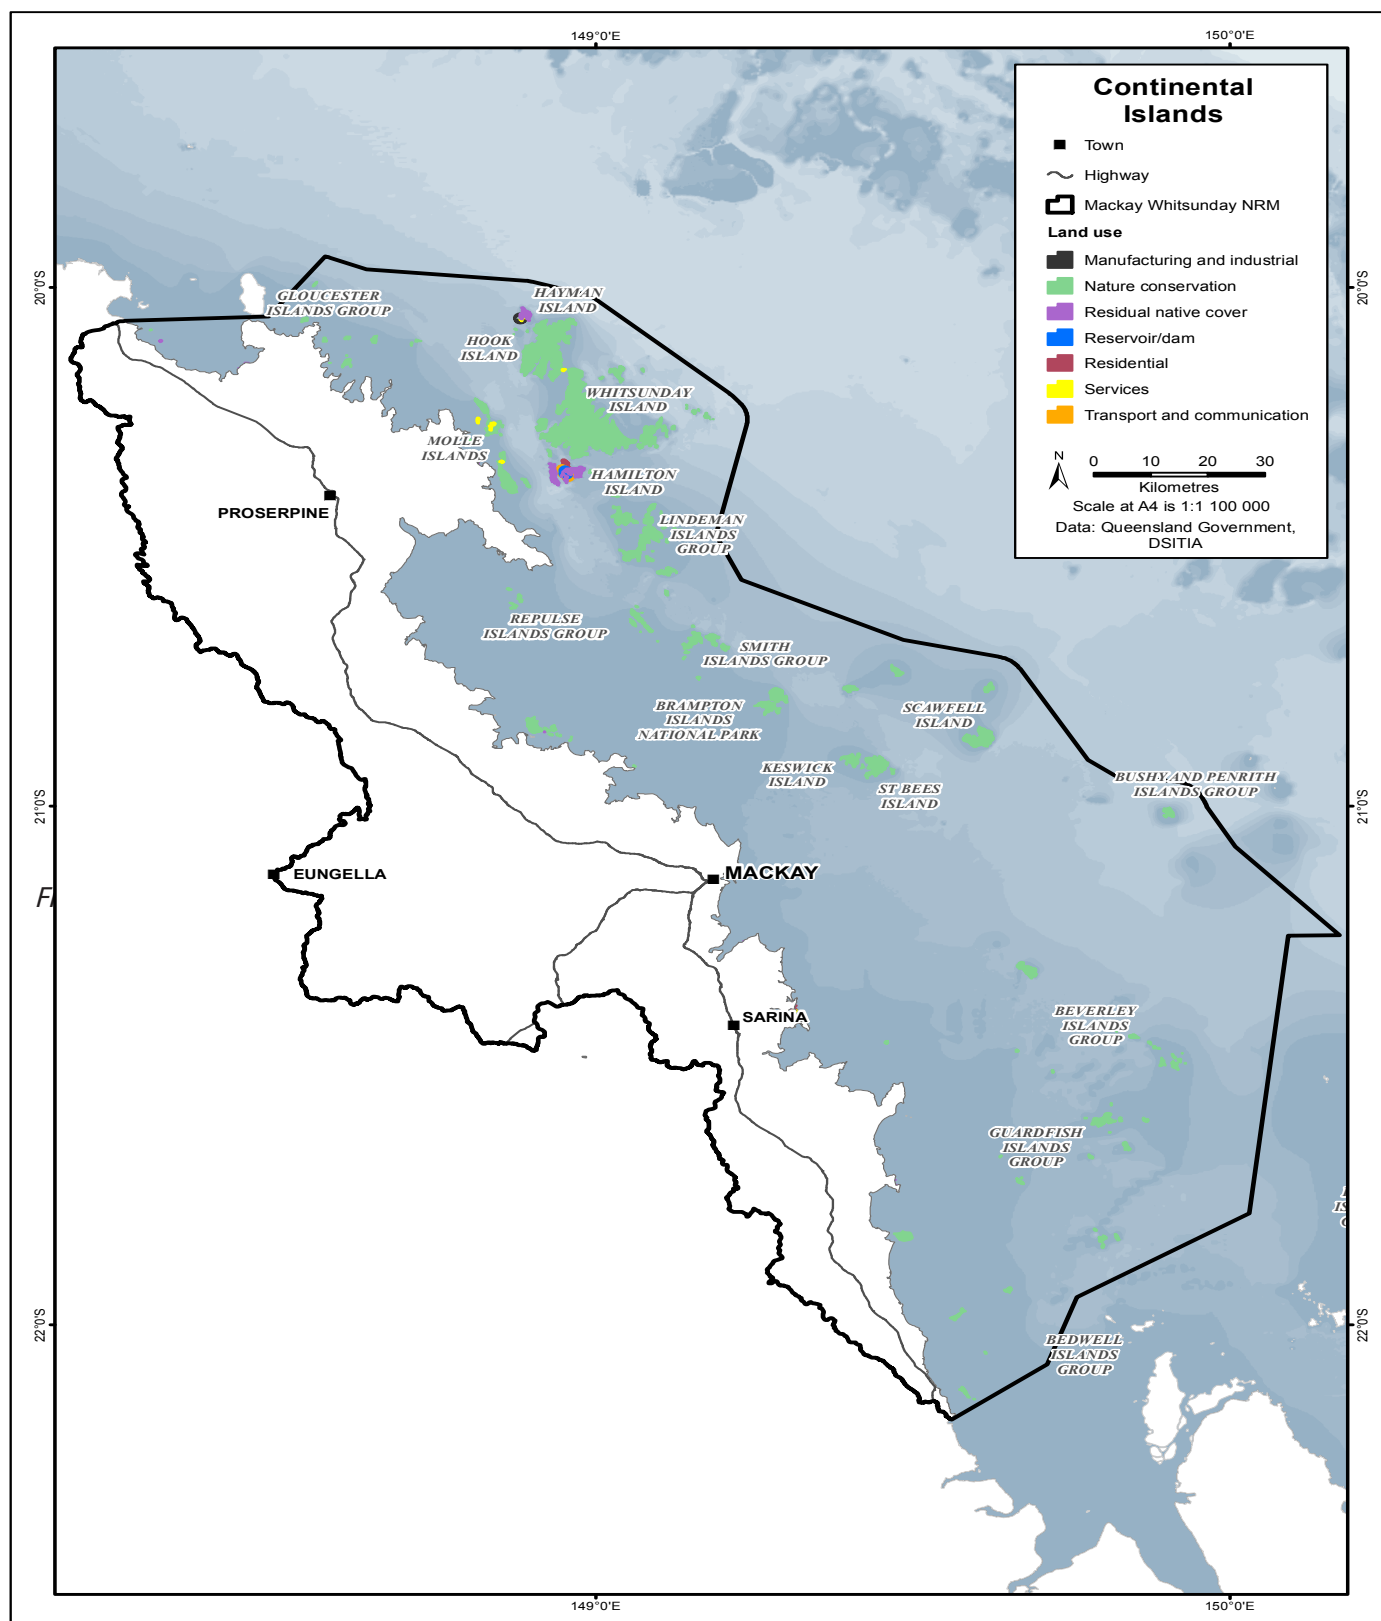 149°0'E
150°0'E
Continental
Islands
Town
Highway
Mackay Whitsunday NRM
Land use
Manufacturing and industrial
Nature conservation
Residual native cover
Reservoir/dam
Residential
Services
Transport and communication
N
0 10 20 30
Kilometres
Scale at A4 is 1:1 100 000
Data: Queensland Government,
DSITIA
20°0'S
20°0'S
GLOUCESTER
ISLANDS GROUP
HAYMAN
ISLAND
HOOK
ISLAND
WHITSUNDAY
ISLAND
MOLLE
ISLANDS
HAMILTON
ISLAND
PROSERPINE
LINDEMAN
ISLANDS
GROUP
REPULSE
ISLANDS GROUP
SMITH
ISLANDS GROUP
BRAMPTON
ISLANDS
NATIONAL PARK
SCAWFELL
ISLAND
KESWICK
ISLAND
ST BEES
ISLAND
BUSHY AND PENRITH
ISLANDS GROUP
21°0'S
21°0'S
EUNGELLA
MACKAY
SARINA
BEVERLEY
ISLANDS
GROUP
GUARDFISH
ISLANDS
GROUP
22°0'S
22°0'S
BEDWELL
ISLANDS
GROUP
149°0'E
150°0'E